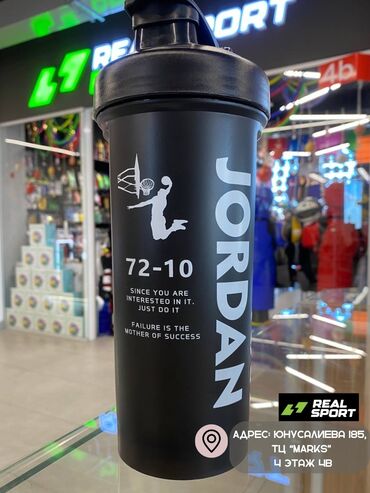 REAL SPORT
4b
JORDAN
72-10
SINCE YOU ARE
INTERESTED IN IT.
JUST DO IT
FAILURE IS THE
MOTHER OF SUCCESS
REAL
SPORT
АДРЕС: ЮНУСАЛИЕВА 185,
ТЦ "MARKS"
4 ЭТАЖ 4В